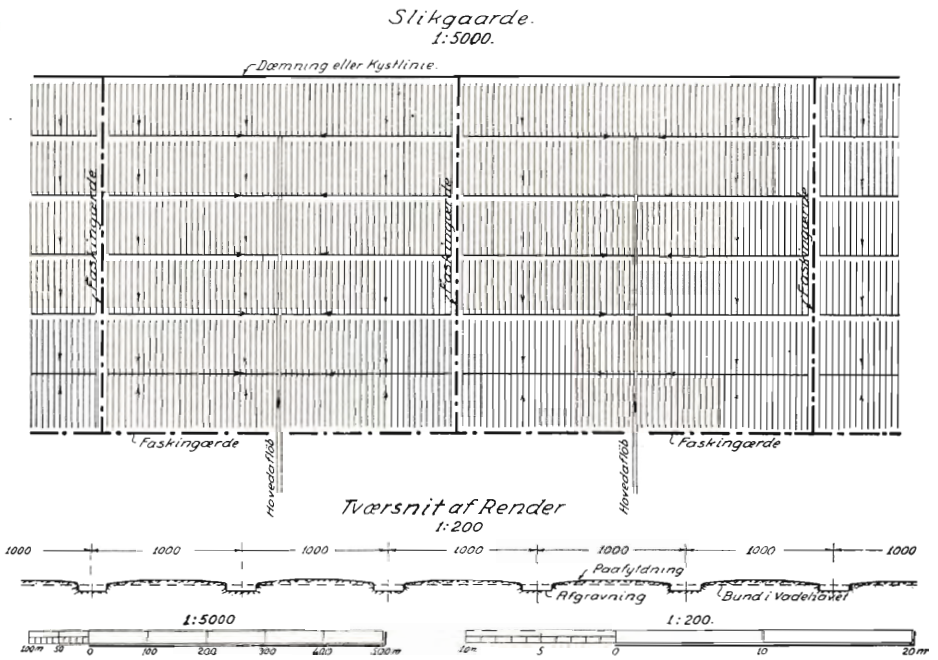 Slikgaarde.
1:5000.
Dæmning eller Kystlinie.
Faskingærde
Faskingærde
Faskingærde
Faskingærde
Faskingærde
Hovedafløb
Hovedafløb
Tværsnit af Render
1:200
1000 1000 1000 1000 1000 1000 1000
Paafyldning
Afgravning
Bund i Vadehavet
1:5000
100m 50 0 100 200 300 400 500m
1:200.
10m 5 0 10 20m